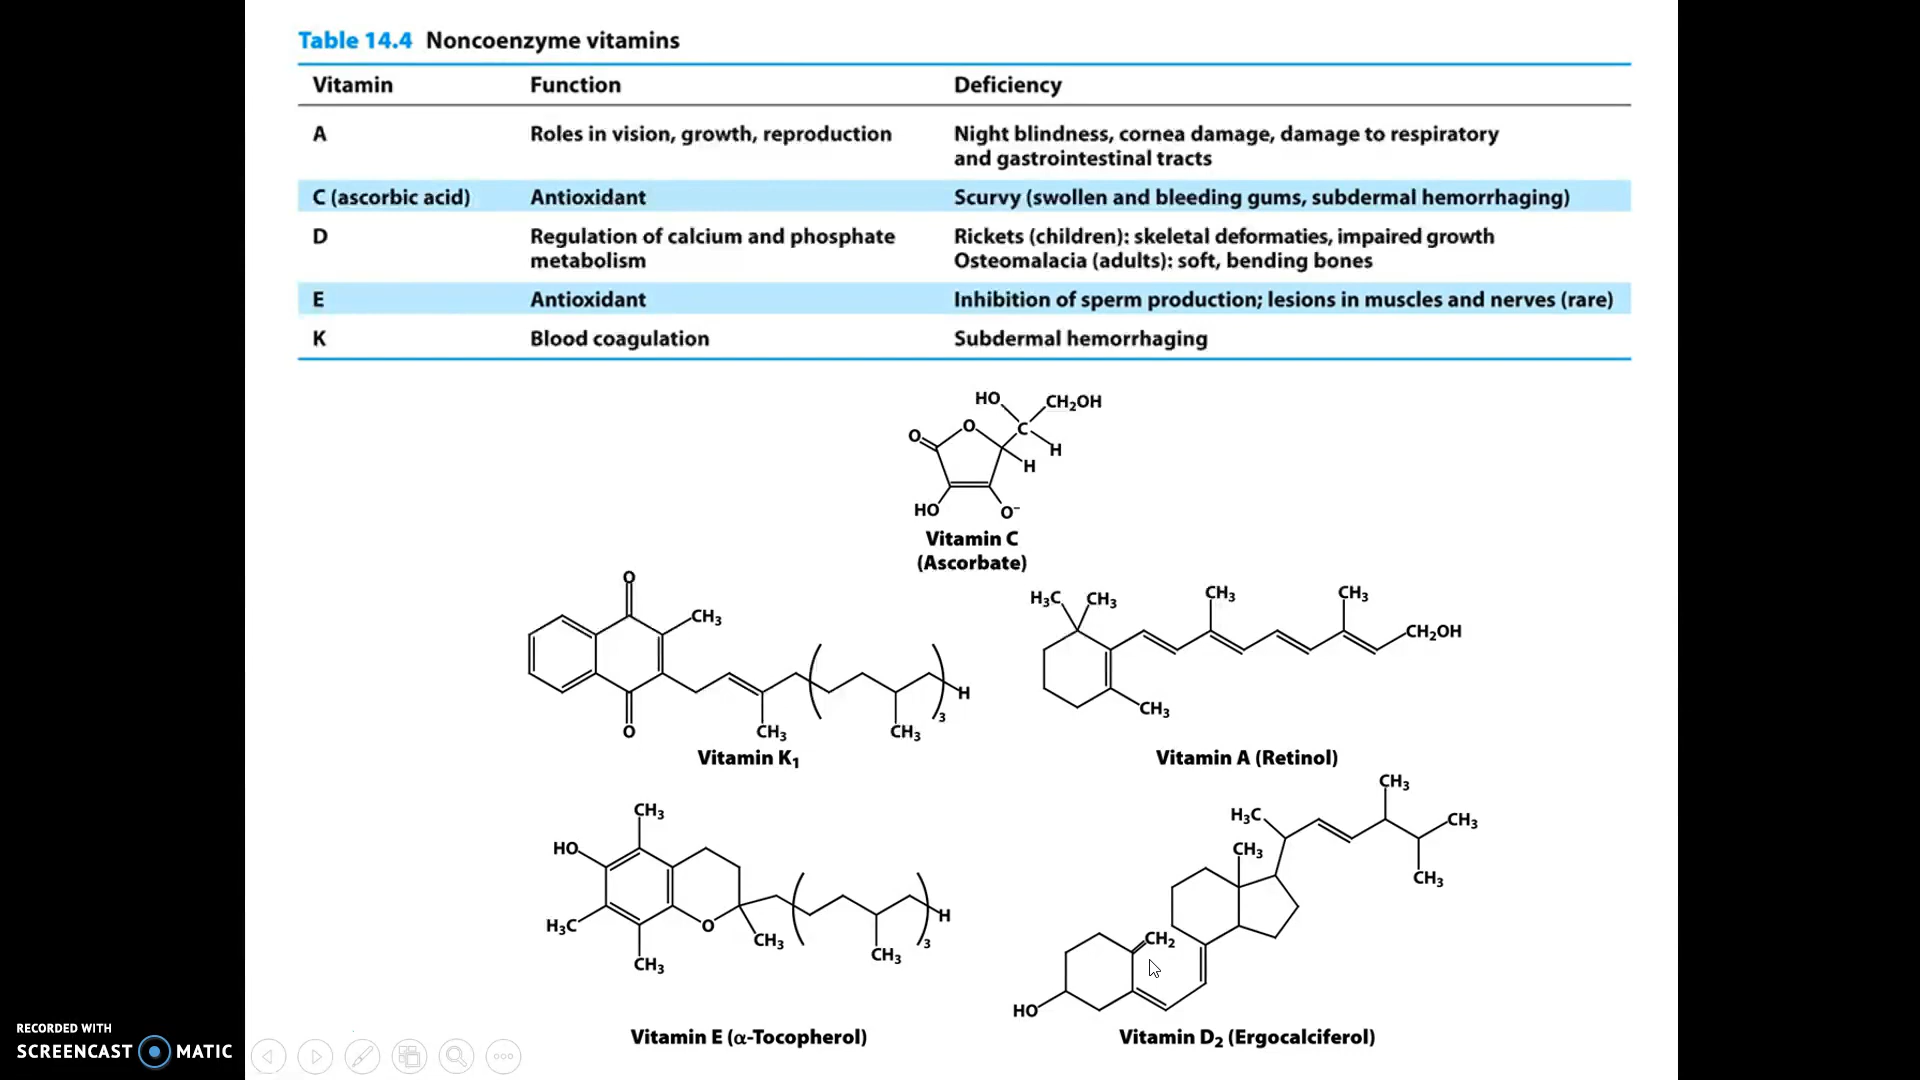 Table 14.4 Noncoenzyme vitamins
Vitamin Function Deficiency
A Roles in vision, growth, reproduction Night blindness, cornea damage, damage to respiratory
and gastrointestinal tracts
C (ascorbic acid) Antioxidant Scurvy (swollen and bleeding gums, subdermal hemorrhaging)
D Regulation of calcium and phosphate Rickets (children): skeletal deformaties, impaired growth
metabolism Osteomalacia (adults): soft, bending bones
E Antioxidant Inhibition of sperm production; lesions in muscles and nerves (rare)
K Blood coagulation Subdermal hemorrhaging
HO CH₂OH
O O C
H
H
HO O⁻
Vitamin C
(Ascorbate)
O
CH₃
H
3
O CH₃ CH₃
Vitamin K₁
H₃C CH₃ CH₃ CH₃
CH₂OH
CH₃
Vitamin A (Retinol)
CH₃
HO
H
H₃C O CH₃ 3
CH₃ CH₃
Vitamin E (α-Tocopherol)
CH₃
H₃C CH₃
CH₃
CH₃
CH₂
HO
Vitamin D₂ (Ergocalciferol)
RECORDED WITH
SCREENCAST MATIC